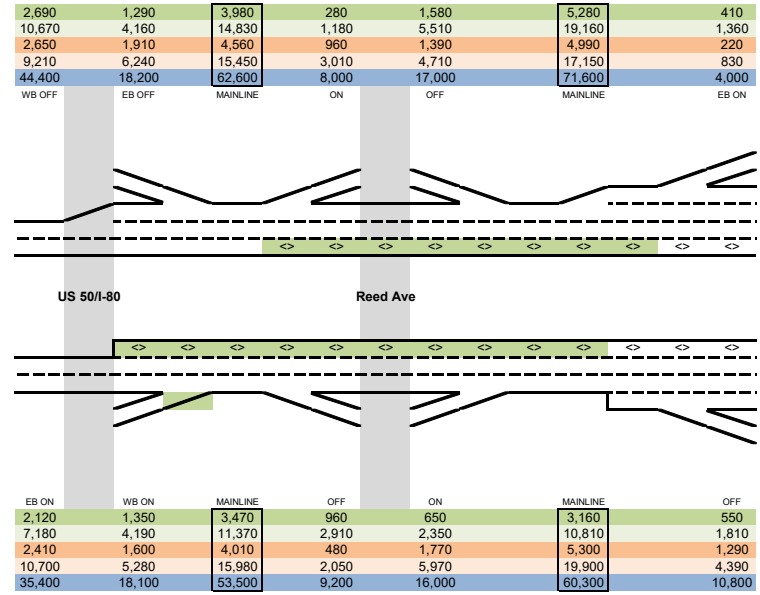 2,690 1,290 3,980 280 1,580 5,280 410
10,670 4,160 14,830 1,180 5,510 19,160 1,360
2,650 1,910 4,560 960 1,390 4,990 220
9,210 6,240 15,450 3,010 4,710 17,150 830
44,400 18,200 62,600 8,000 17,000 71,600 4,000
WB OFF EB OFF MAINLINE ON OFF MAINLINE EB ON
<> <> <> <> <> <> <> <> <> <>
US 50/I-80 Reed Ave
<> <> <> <> <> <> <> <> <> <> <> <> <>
EB ON WB ON MAINLINE OFF ON MAINLINE OFF
2,120 1,350 3,470 960 650 3,160 550
7,180 4,190 11,370 2,910 2,350 10,810 1,810
2,410 1,600 4,010 480 1,770 5,300 1,290
10,700 5,280 15,980 2,050 5,970 19,900 4,390
35,400 18,100 53,500 9,200 16,000 60,300 10,800